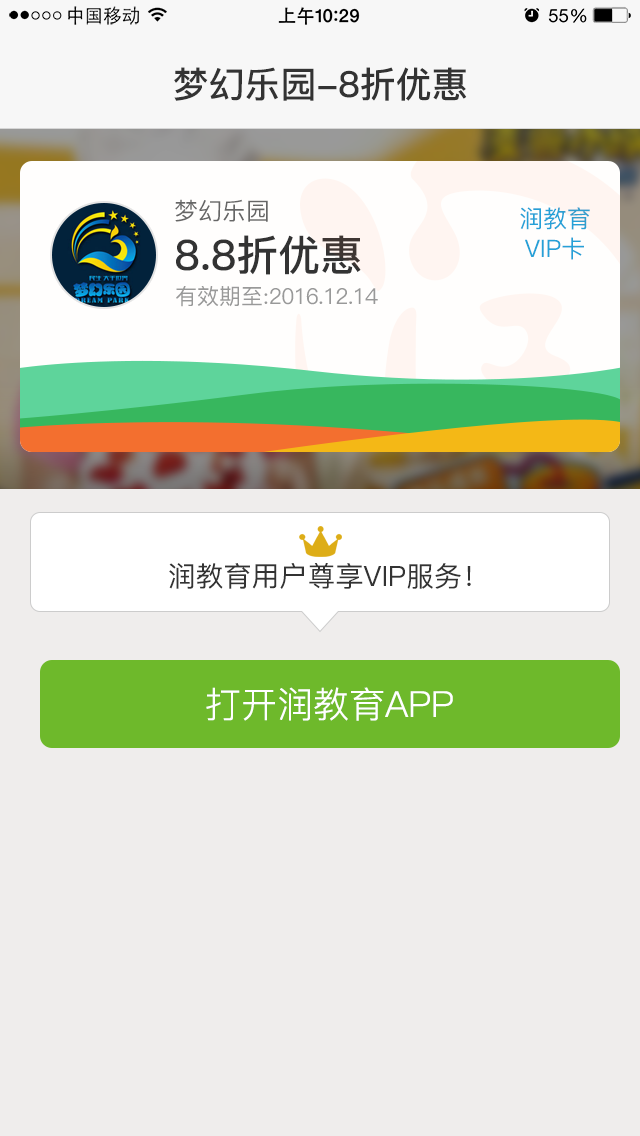 中国移动
上午10:29
55%
梦幻乐园-8折优惠
梦幻乐园
8.8折优惠
有效期至:2016.12.14
润教育
VIP卡
梦幻乐园
DREAM PARK
润教育用户尊享VIP服务!
打开润教育APP